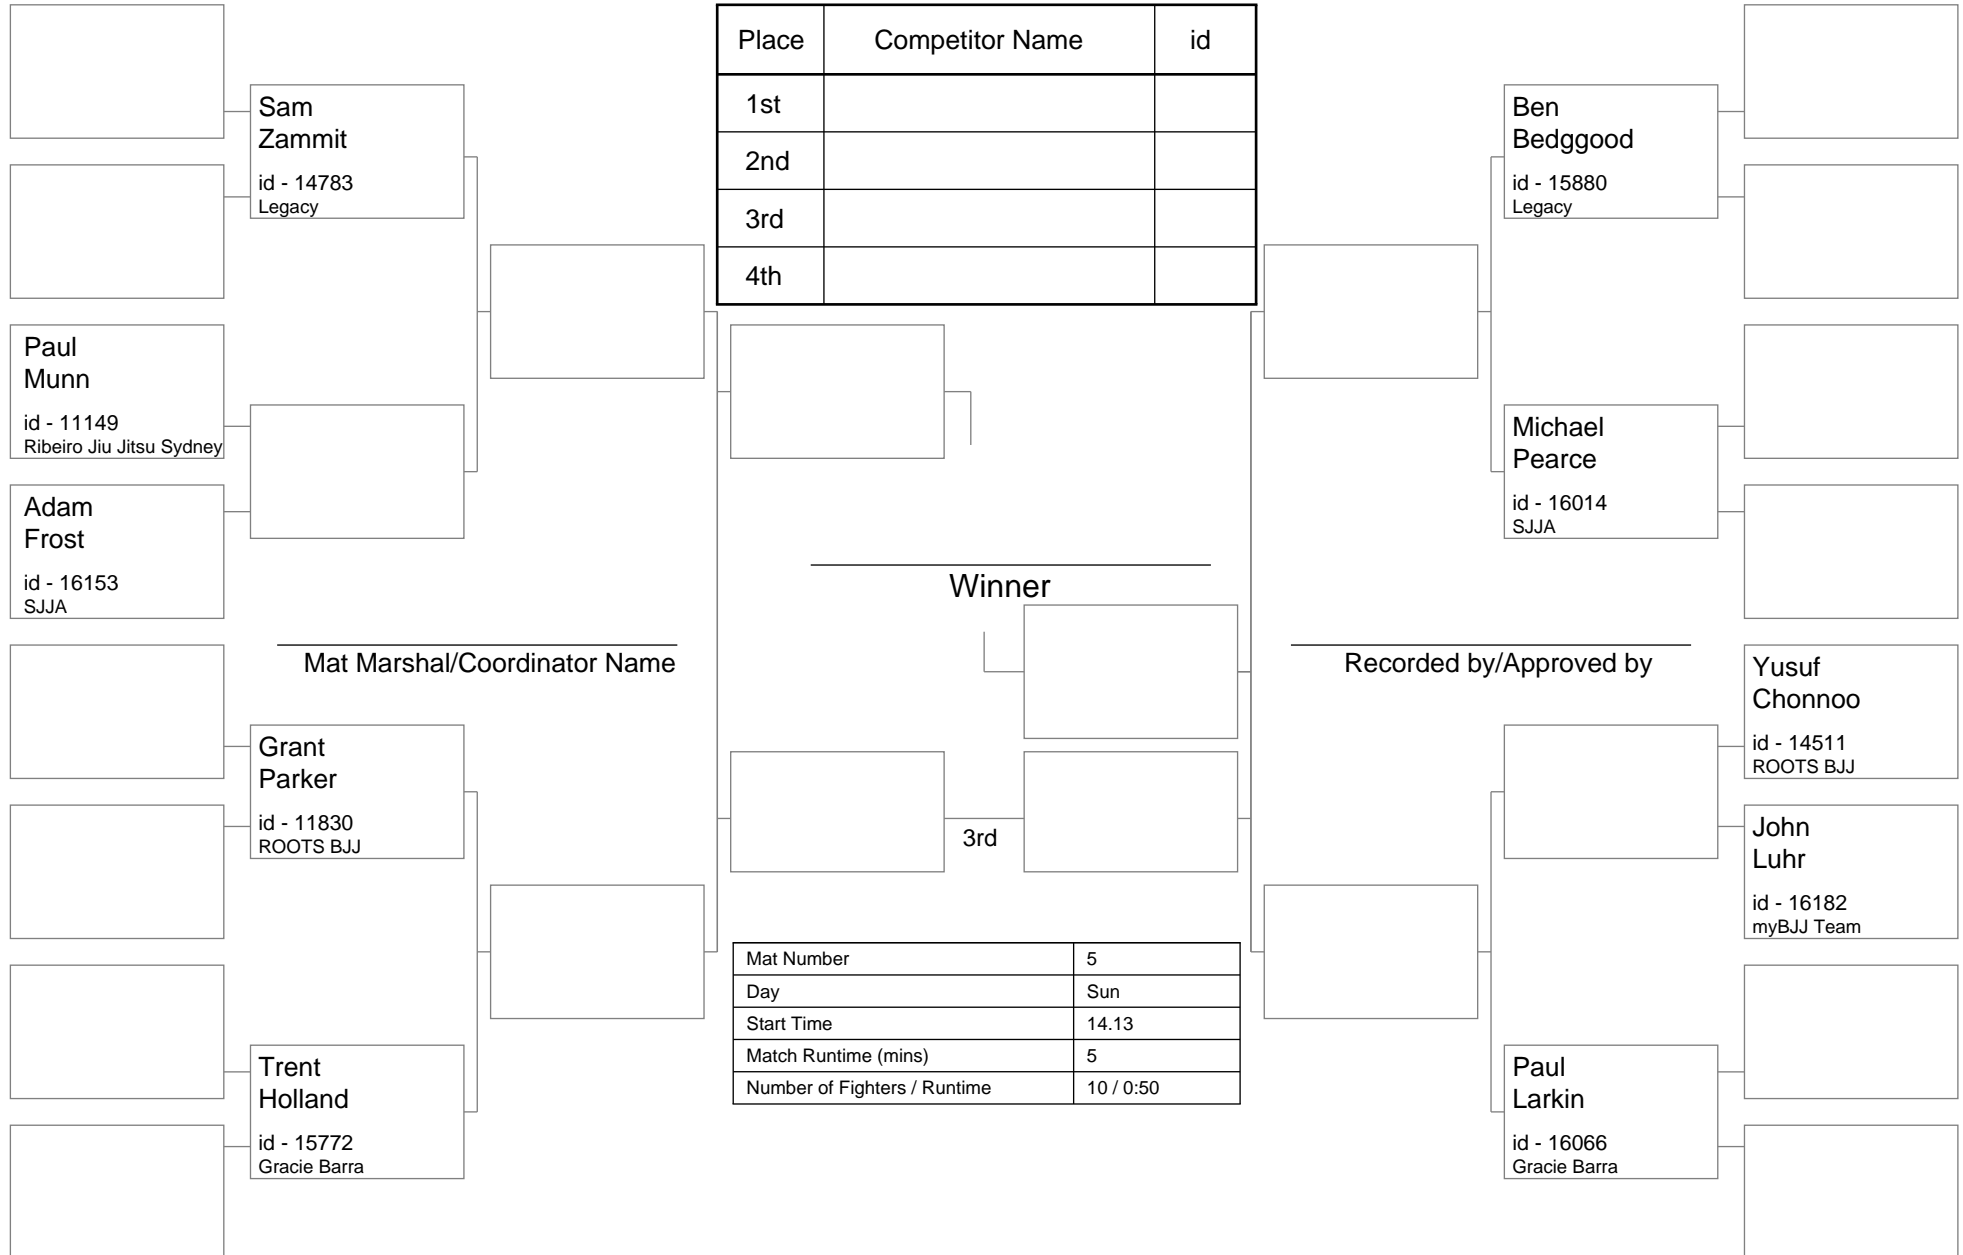 Place Competitor Name id
1st
2nd
3rd
4th
Sam
Zammit
id - 14783
Legacy
Paul
Munn
id - 11149
Ribeiro Jiu Jitsu Sydney
Adam
Frost
id - 16153
SJJA
Mat Marshal/Coordinator Name
Grant
Parker
id - 11830
ROOTS BJJ
Trent
Holland
id - 15772
Gracie Barra
Winner
3rd
Mat Number 5
Day Sun
Start Time 14.13
Match Runtime (mins) 5
Number of Fighters / Runtime 10 / 0:50
Ben
Bedggood
id - 15880
Legacy
Michael
Pearce
id - 16014
SJJA
Recorded by/Approved by
Yusuf
Chonnoo
id - 14511
ROOTS BJJ
John
Luhr
id - 16182
myBJJ Team
Paul
Larkin
id - 16066
Gracie Barra